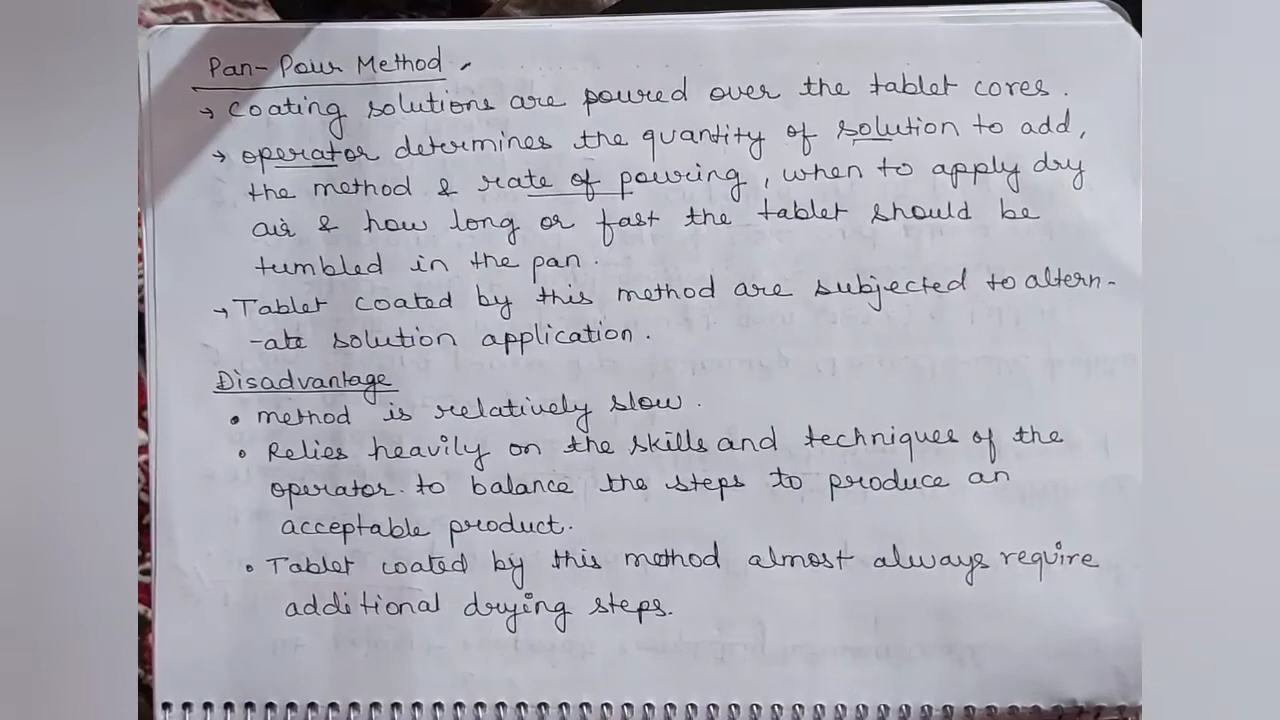 Pan- Pour Method
→ Coating solutions are poured over the tablet cores.
→ operator determines the quantity of solution to add,
the method & rate of pouring, when to apply dry
air & how long or fast the tablet should be
tumbled in the pan.
→ Tablet coated by this method are subjected to altern-
-ate solution application.
Disadvantage
• method is relatively slow.
• Relies heavily on the skills and techniques of the
operator. to balance the steps to produce an
acceptable product.
• Tablet coated by this method almost always require
additional drying steps.